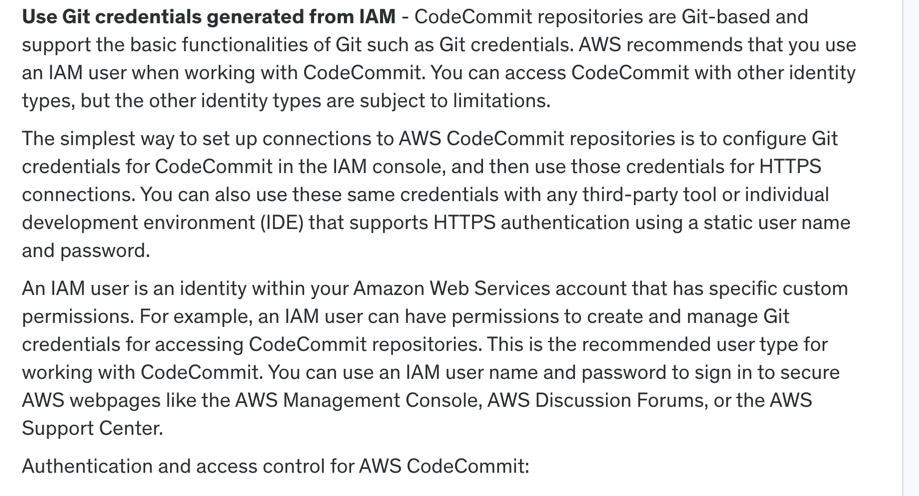 Use Git credentials generated from IAM - CodeCommit repositories are Git-based and
support the basic functionalities of Git such as Git credentials. AWS recommends that you use
an IAM user when working with CodeCommit. You can access CodeCommit with other identity
types, but the other identity types are subject to limitations.
The simplest way to set up connections to AWS CodeCommit repositories is to configure Git
credentials for CodeCommit in the IAM console, and then use those credentials for HTTPS
connections. You can also use these same credentials with any third-party tool or individual
development environment (IDE) that supports HTTPS authentication using a static user name
and password.
An IAM user is an identity within your Amazon Web Services account that has specific custom
permissions. For example, an IAM user can have permissions to create and manage Git
credentials for accessing CodeCommit repositories. This is the recommended user type for
working with CodeCommit. You can use an IAM user name and password to sign in to secure
AWS webpages like the AWS Management Console, AWS Discussion Forums, or the AWS
Support Center.
Authentication and access control for AWS CodeCommit: